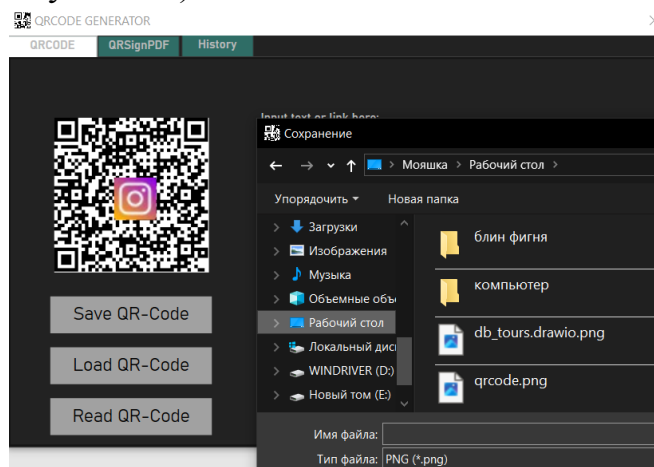 QRCODE GENERATOR
QRCODE QRSignPDF History
Input text or link here:
Сохранение
Мояшка > Рабочий стол >
Упорядочить Новая папка
Загрузки
Изображения
Музыка
Объемные объ
Рабочий стол
Локальный дис
WINDRIVER (D:)
Новый том (E:)
блин фигня
компьютер
db_tours.drawio.png
qrcode.png
Save QR-Code
Load QR-Code
Read QR-Code
Имя файла:
Тип файла: PNG (*.png)